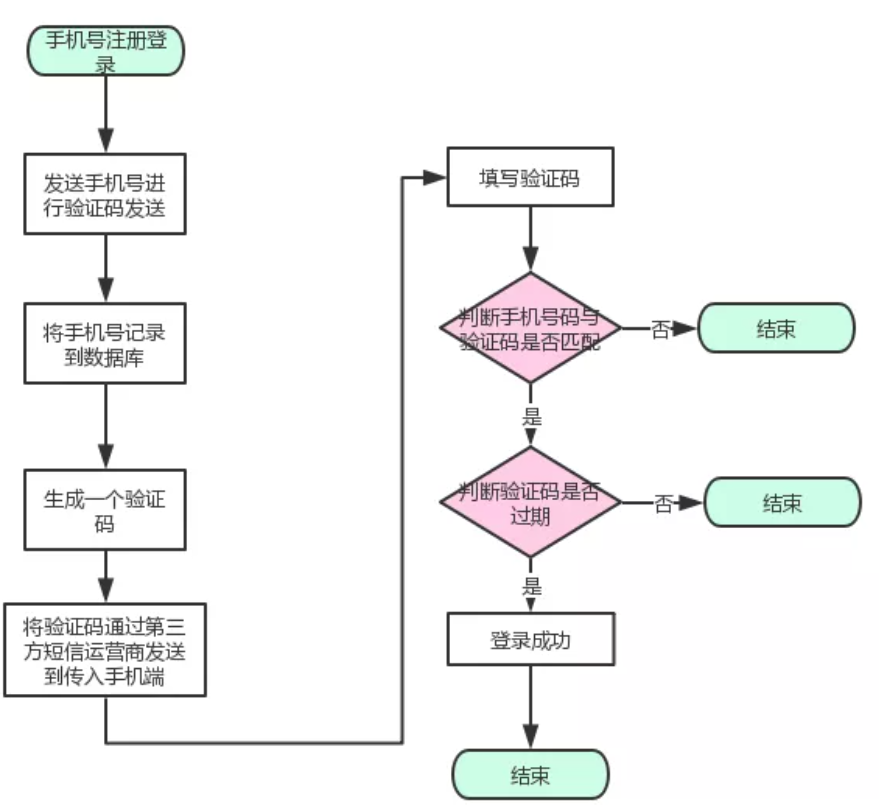 手机号注册登
录
发送手机号进
行验证码发送
将手机号记录
到数据库
生成一个验证
码
将验证码通过第三
方短信运营商发送
到传入手机端
填写验证码
判断手机号码与
验证码是否匹配
否
结束
是
判断验证码是否
过期
否
结束
是
登录成功
结束